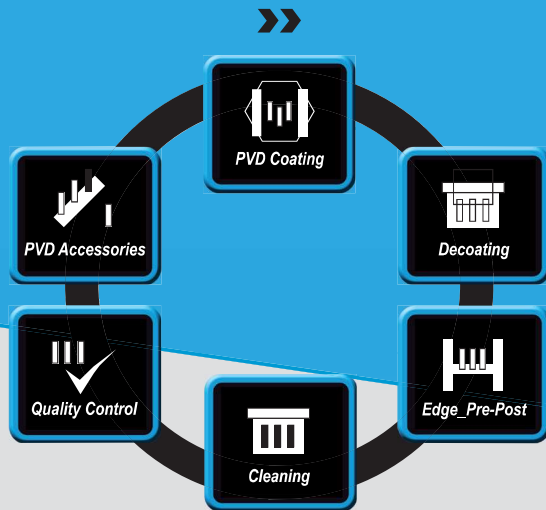 PVD Coating
PVD Accessories
Decoating
Quality Control
Edge_Pre-Post
Cleaning